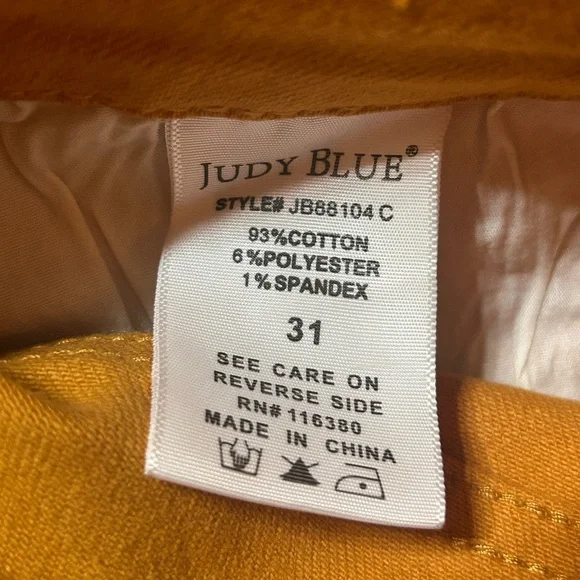 JUDY BLUE®
STYLE# JB88104 C
93%COTTON
6%POLYESTER
1%SPANDEX
31
SEE CARE ON
REVERSE SIDE
RN# 116380
MADE IN CHINA